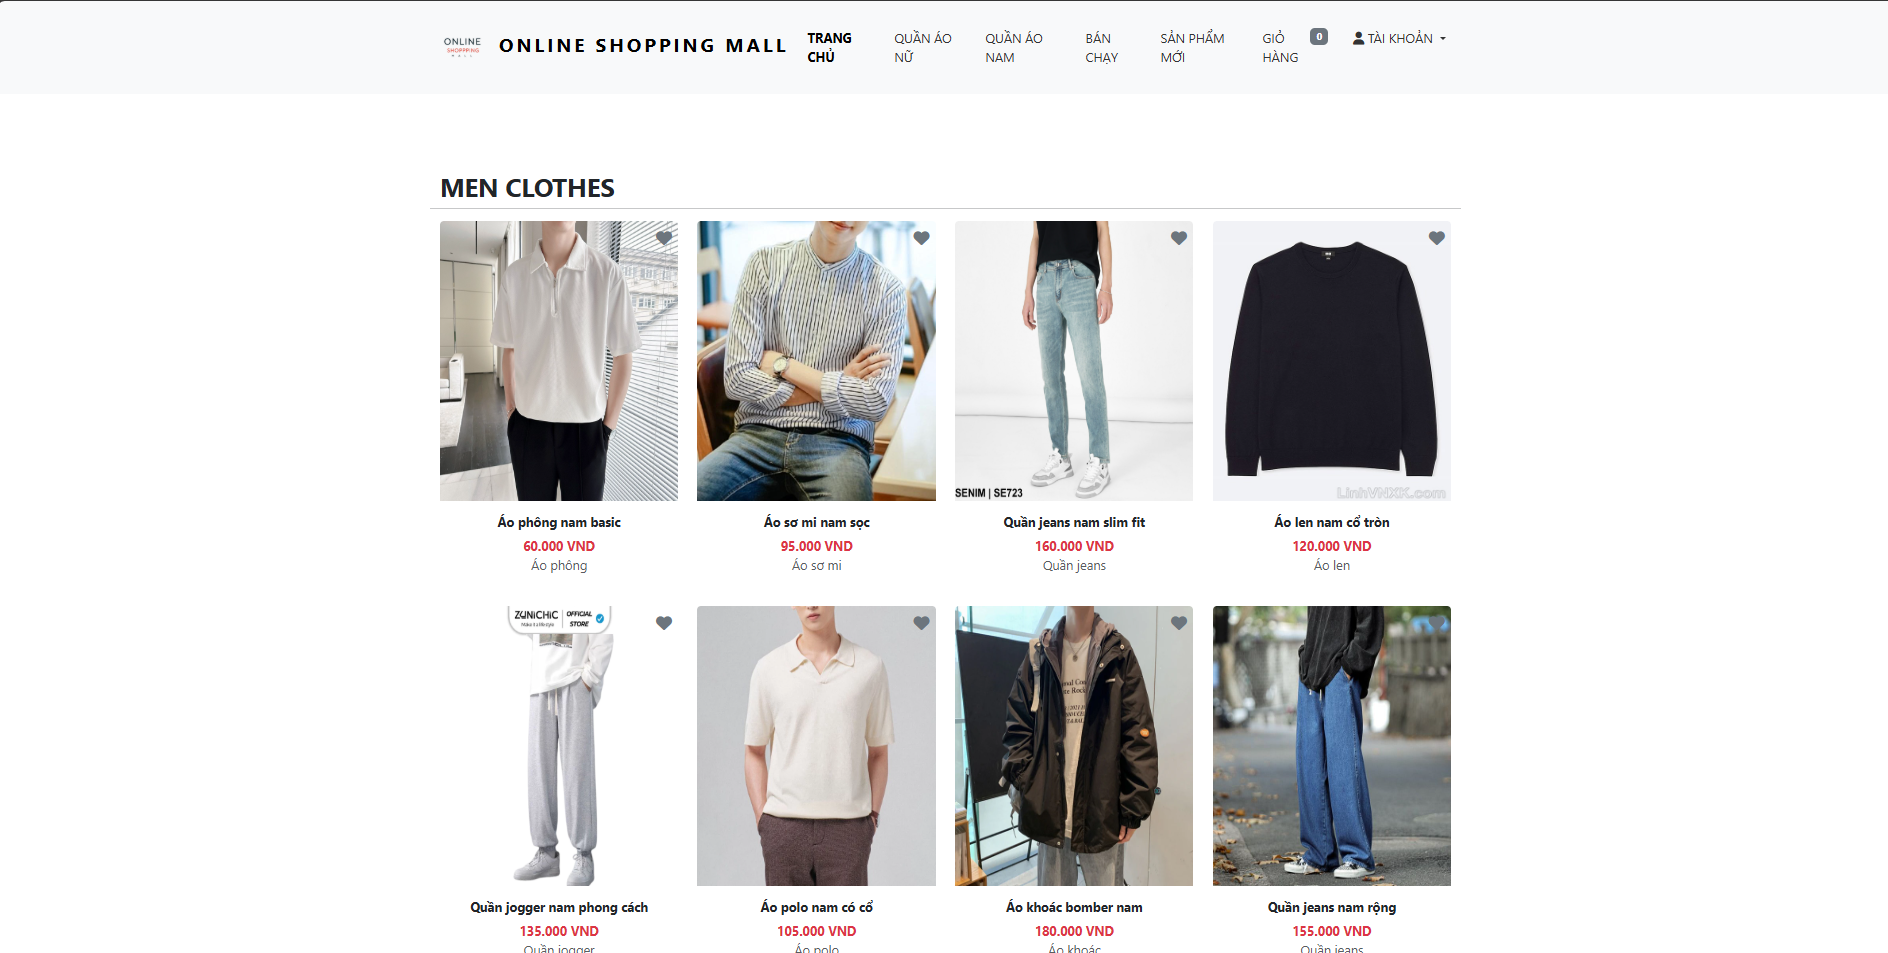 ONLINE
SHOPPPING
MALL
ONLINE SHOPPING MALL
TRANG
CHỦ
QUẦN ÁO
NỮ
QUẦN ÁO
NAM
BÁN
CHẠY
SẢN PHẨM
MỚI
GIỎ
HÀNG
0
TÀI KHOẢN
MEN CLOTHES
SENIM | SE723
LinhVNXK.com
Áo phông nam basic
60.000 VND
Áo phông
Áo sơ mi nam sọc
95.000 VND
Áo sơ mi
Quần jeans nam slim fit
160.000 VND
Quần jeans
Áo len nam cổ tròn
120.000 VND
Áo len
ZUNICHIC
Make it a lifestyle
OFFICIAL
STORE
Quần jogger nam phong cách
135.000 VND
Quần jogger
Áo polo nam có cổ
105.000 VND
Áo polo
Áo khoác bomber nam
180.000 VND
Áo khoác
Quần jeans nam rộng
155.000 VND
Quần jeans